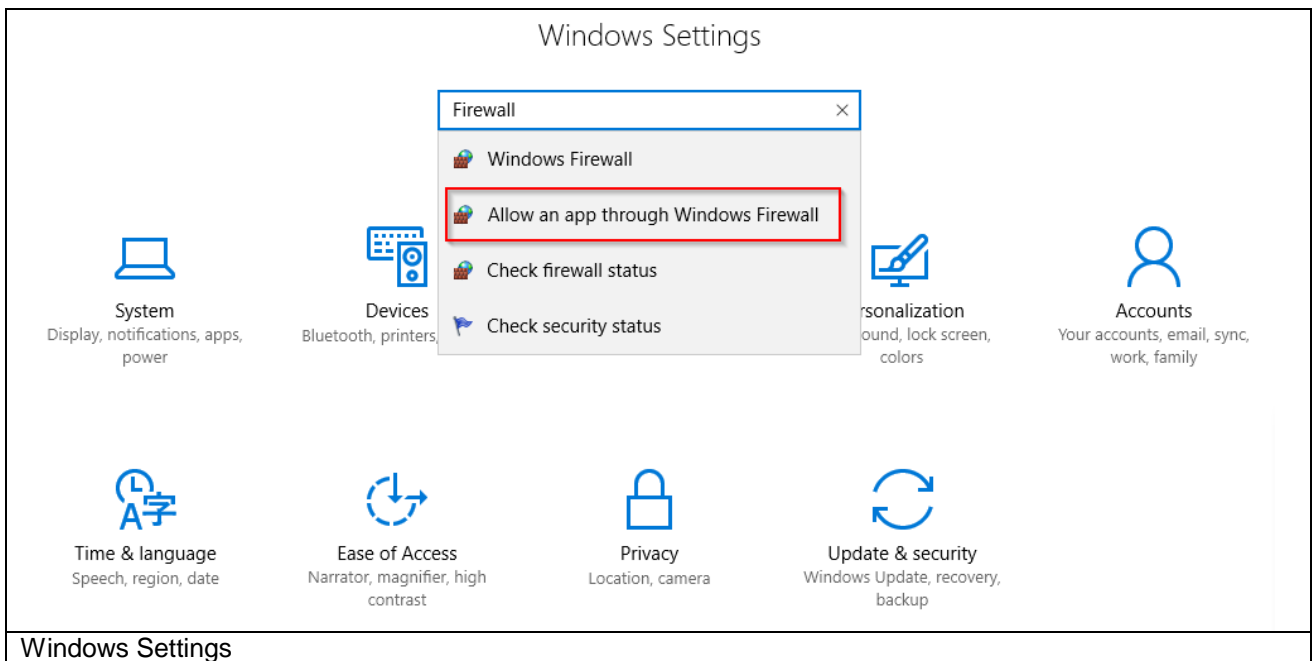 Windows Settings
Firewall
Windows Firewall
Allow an app through Windows Firewall
Check firewall status
Check security status
System
Display, notifications, apps,
power
Devices
Bluetooth, printers,
rsonalization
ound, lock screen,
colors
Accounts
Your accounts, email, sync,
work, family
Time & language
Speech, region, date
A字
Ease of Access
Narrator, magnifier, high
contrast
Privacy
Location, camera
Update & security
Windows Update, recovery,
backup
Windows Settings